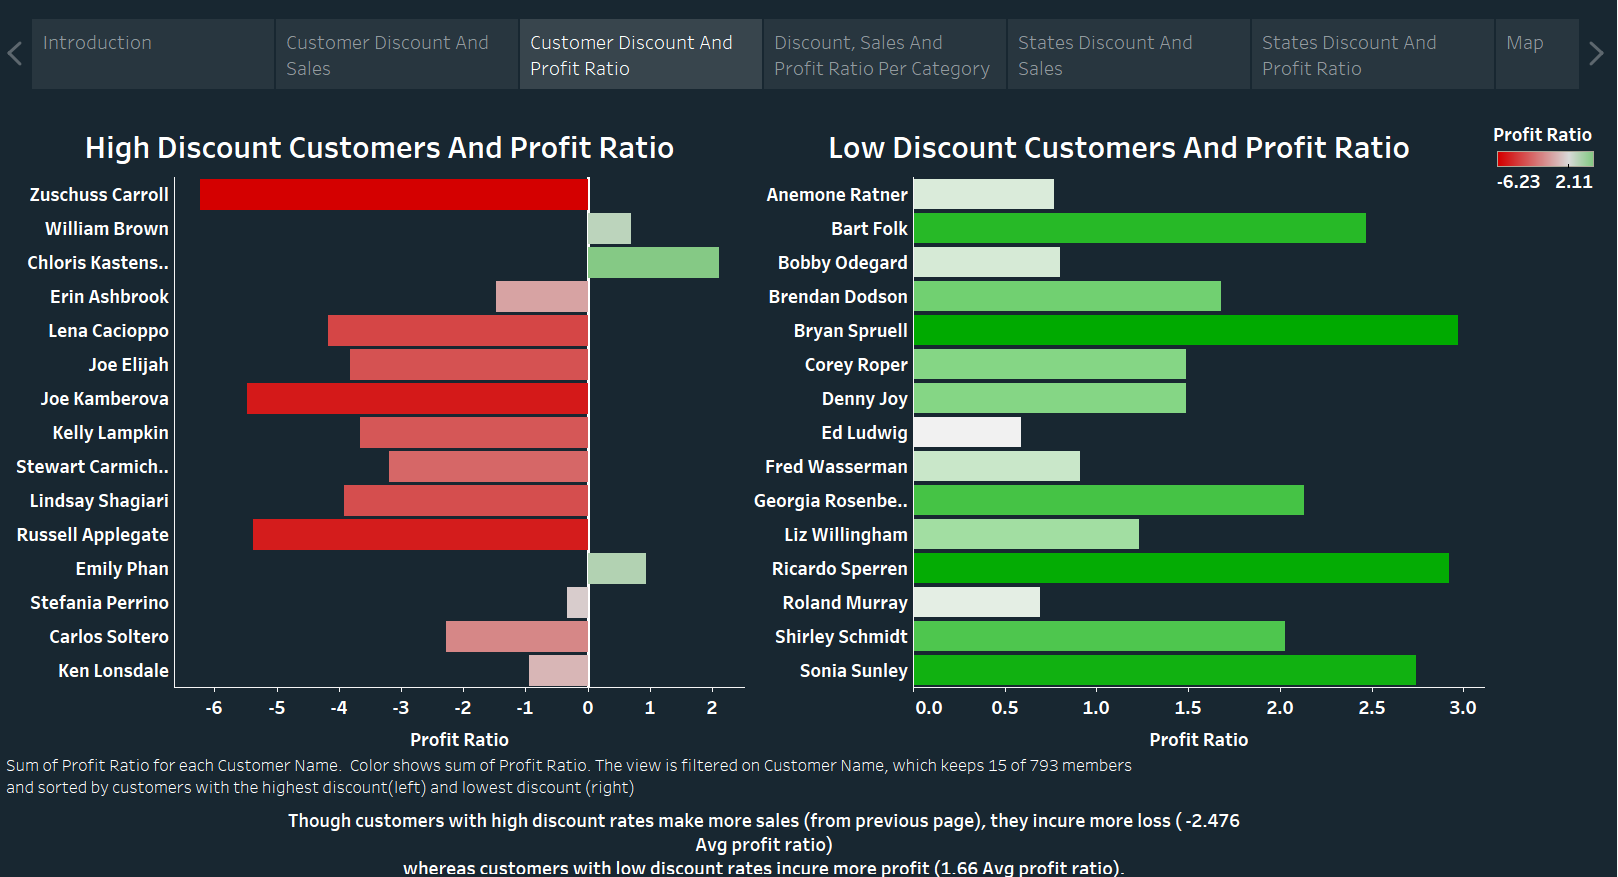 Introduction
Customer Discount And
Sales
Customer Discount And
Profit Ratio
Discount, Sales And
Profit Ratio Per Category
States Discount And
Sales
States Discount And
Profit Ratio
Map
High Discount Customers And Profit Ratio
Zuschuss Carroll
William Brown
Chloris Kastens..
Erin Ashbrook
Lena Cacioppo
Joe Elijah
Joe Kamberova
Kelly Lampkin
Stewart Carmich..
Lindsay Shagiari
Russell Applegate
Emily Phan
Stefania Perrino
Carlos Soltero
Ken Lonsdale
-6 -5 -4 -3 -2 -1 0 1 2
Profit Ratio
Low Discount Customers And Profit Ratio
Anemone Ratner
Bart Folk
Bobby Odegard
Brendan Dodson
Bryan Spruell
Corey Roper
Denny Joy
Ed Ludwig
Fred Wasserman
Georgia Rosenbe..
Liz Willingham
Ricardo Sperren
Roland Murray
Shirley Schmidt
Sonia Sunley
0.0 0.5 1.0 1.5 2.0 2.5 3.0
Profit Ratio
Profit Ratio
-6.23 2.11
Sum of Profit Ratio for each Customer Name. Color shows sum of Profit Ratio. The view is filtered on Customer Name, which keeps 15 of 793 members
and sorted by customers with the highest discount(left) and lowest discount (right)
Though customers with high discount rates make more sales (from previous page), they incure more loss ( -2.476
Avg profit ratio)
whereas customers with low discount rates incure more profit (1.66 Avg profit ratio).